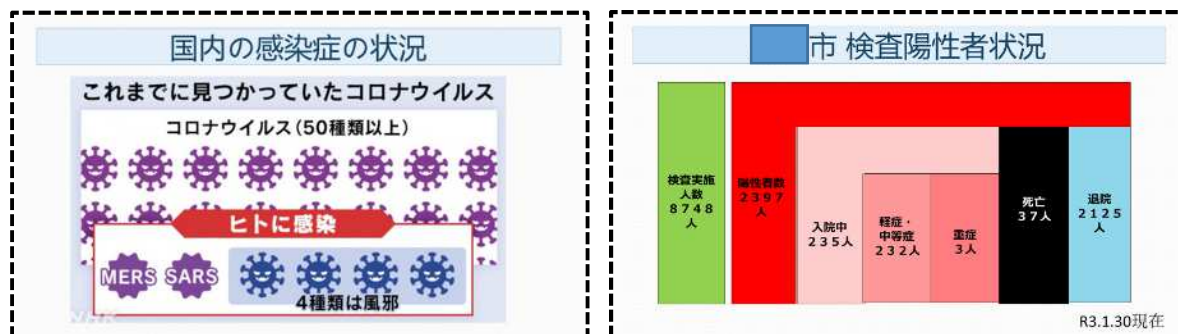 国内の感染症の状況
これまでに見つかっていたコロナウイルス
コロナウイルス(50種類以上)
ヒトに感染
MERS
SARS
4種類は風邪
市 検査陽性者状況
検査実施
人数
8748
人
陽性者数
2397
人
入院中
235人
軽症・
中等症
232人
重症
3人
死亡
37人
退院
2125
人
R3.1.30現在